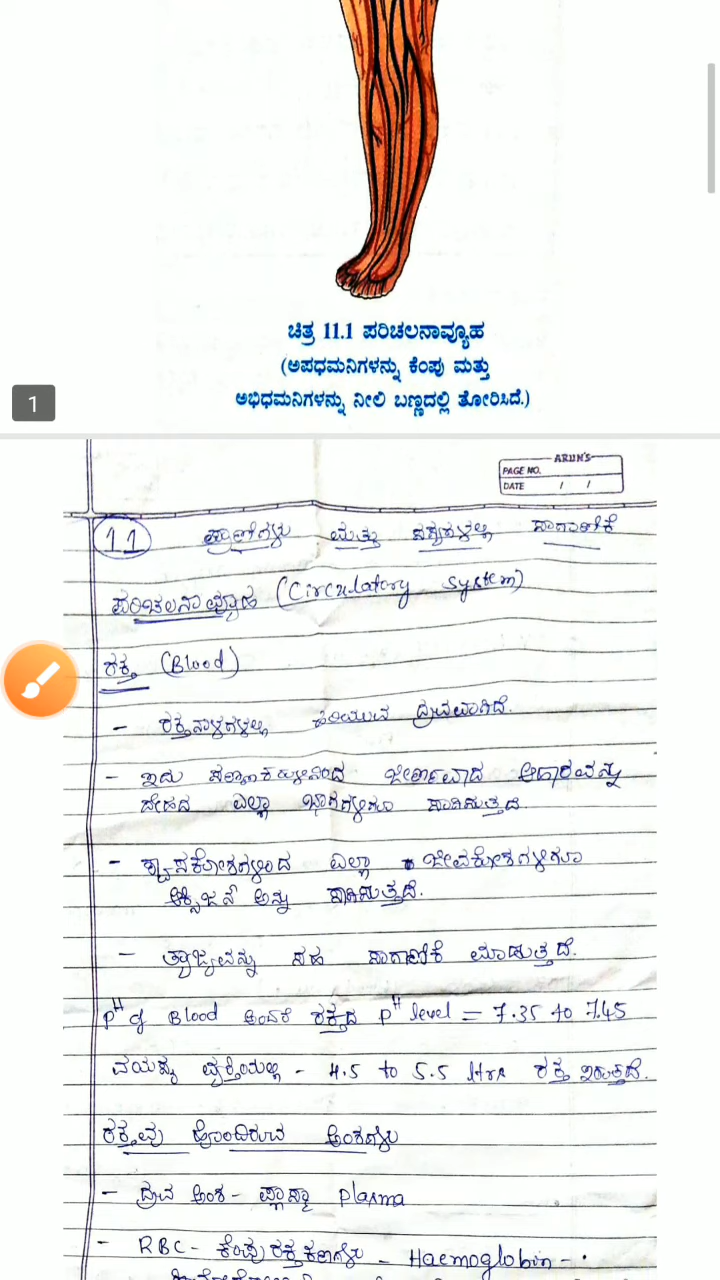 ಚಿತ್ರ 11.1 ಪರಿಚಲನಾವ್ಯೂಹ
(ಅಪಧಮನಿಗಳನ್ನು ಕೆಂಪು ಮತ್ತು
ಅಭಿಧಮನಿಗಳನ್ನು ನೀಲಿ ಬಣ್ಣದಲ್ಲಿ ತೋರಿಸಿದೆ.)
1
ARUN'S
PAGE NO.
DATE / /
11 ಪ್ರಾಣಿಗಳು ಮತ್ತು ಸಸ್ಯಗಳಲ್ಲಿ ಸಾಗಾಣಿಕೆ
ಪರಿಚಲನಾ ವ್ಯೂಹ (Circulatory system)
ರಕ್ತ (Blood)
- ರಕ್ತನಾಳಗಳಲ್ಲಿ ಹರಿಯುವ ದ್ರವವಾಗಿದೆ.
- ಇದು ಸಣ್ಣಕರುಳಿನಿಂದ ಜೀರ್ಣವಾದ ಆಹಾರವನ್ನು
ದೇಹದ ಎಲ್ಲಾ ಭಾಗಗಳಿಗೂ ಸಾಗಿಸುತ್ತದೆ.
- ಶ್ವಾಸಕೋಶಗಳಿಂದ ಎಲ್ಲಾ ಜೀವಕೋಶಗಳಿಗೂ
ಆಕ್ಸಿಜನ್ ಅನ್ನು ಸಾಗಿಸುತ್ತದೆ.
- ತ್ಯಾಜ್ಯವನ್ನು ಸಹ ಸಾಗಾಣಿಕೆ ಮಾಡುತ್ತದೆ.
pH of Blood ಅಂದರೆ ರಕ್ತದ pH level = 7.35 to 7.45
ವಯಸ್ಕ ವ್ಯಕ್ತಿಯಲ್ಲಿ - 4.5 to 5.5 ltrs ರಕ್ತ ಇರುತ್ತದೆ.
ರಕ್ತವು ಹೊಂದಿರುವ ಅಂಶಗಳು
- ದ್ರವ ಅಂಶ - ಪ್ಲಾಸ್ಮಾ plasma
- RBC - ಕೆಂಪು ರಕ್ತಕಣಗಳು - Haemoglobin -